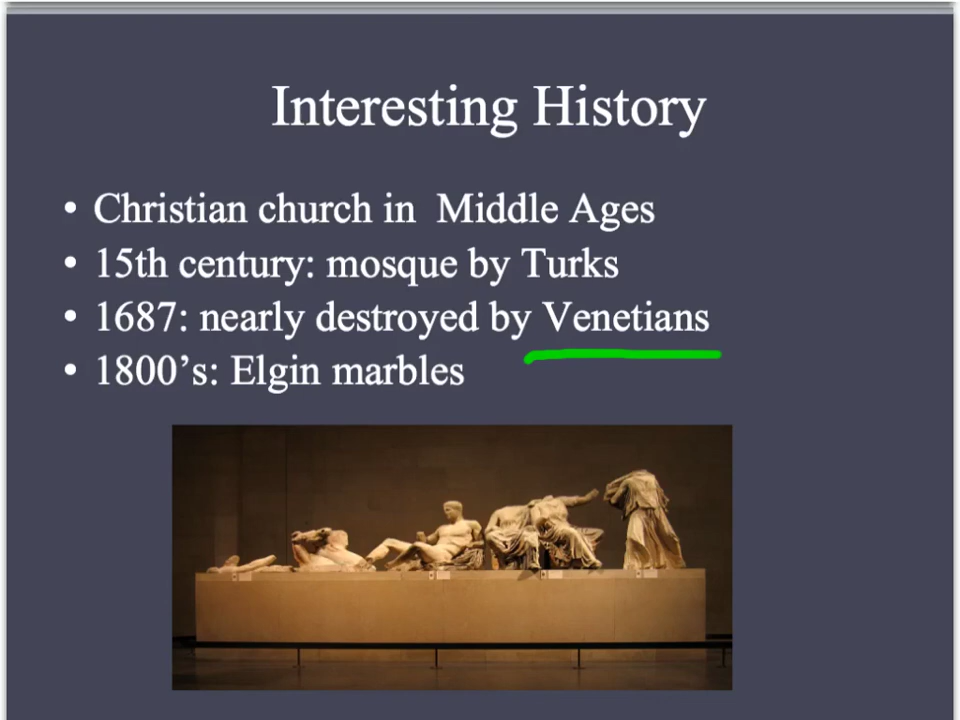 Interesting History
• Christian church in Middle Ages
• 15th century: mosque by Turks
• 1687: nearly destroyed by Venetians
• 1800’s: Elgin marbles